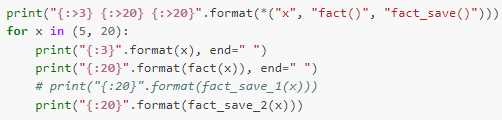 print("{:>3} {:>20} {:>20}".format(*("x", "fact()", "fact_save()")))
for x in (5, 20):
    print("{:3}".format(x), end=" ")
    print("{:20}".format(fact(x)), end=" ")
    # print("{:20}".format(fact_save_1(x)))
    print("{:20}".format(fact_save_2(x)))